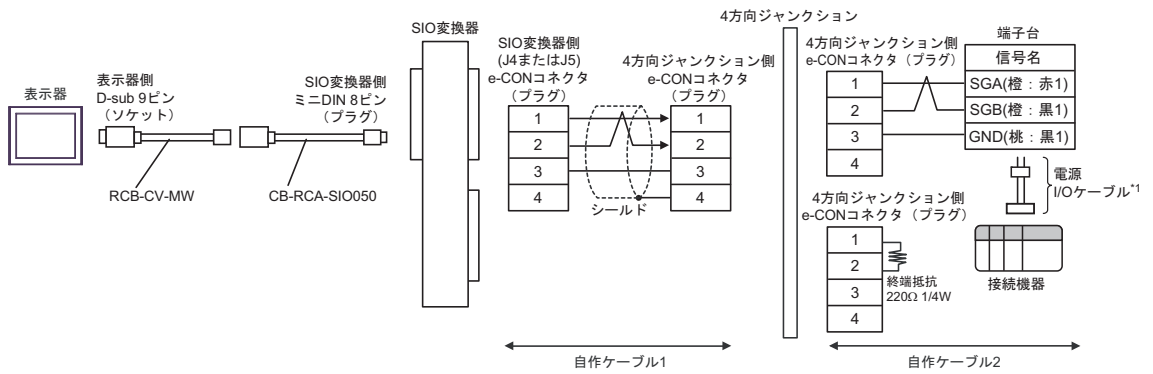 表示器
表示器側
D-sub 9ピン
（ソケット）
RCB-CV-MW
SIO変換器側
ミニDIN 8ピン
（プラグ）
CB-RCA-SIO050
SIO変換器
SIO変換器側
(J4またはJ5)
e-CONコネクタ
（プラグ）
1
2
3
4
シールド
4方向ジャンクション側
e-CONコネクタ
（プラグ）
1
2
3
4
4方向ジャンクション
4方向ジャンクション側
e-CONコネクタ（プラグ）
1
2
3
4
端子台
信号名
SGA(橙：赤1)
SGB(橙：黒1)
GND(桃：黒1)
電源
I/Oケーブル*1
接続機器
4方向ジャンクション側
e-CONコネクタ（プラグ）
1
2
3
4
終端抵抗
220Ω 1/4W
自作ケーブル1
自作ケーブル2